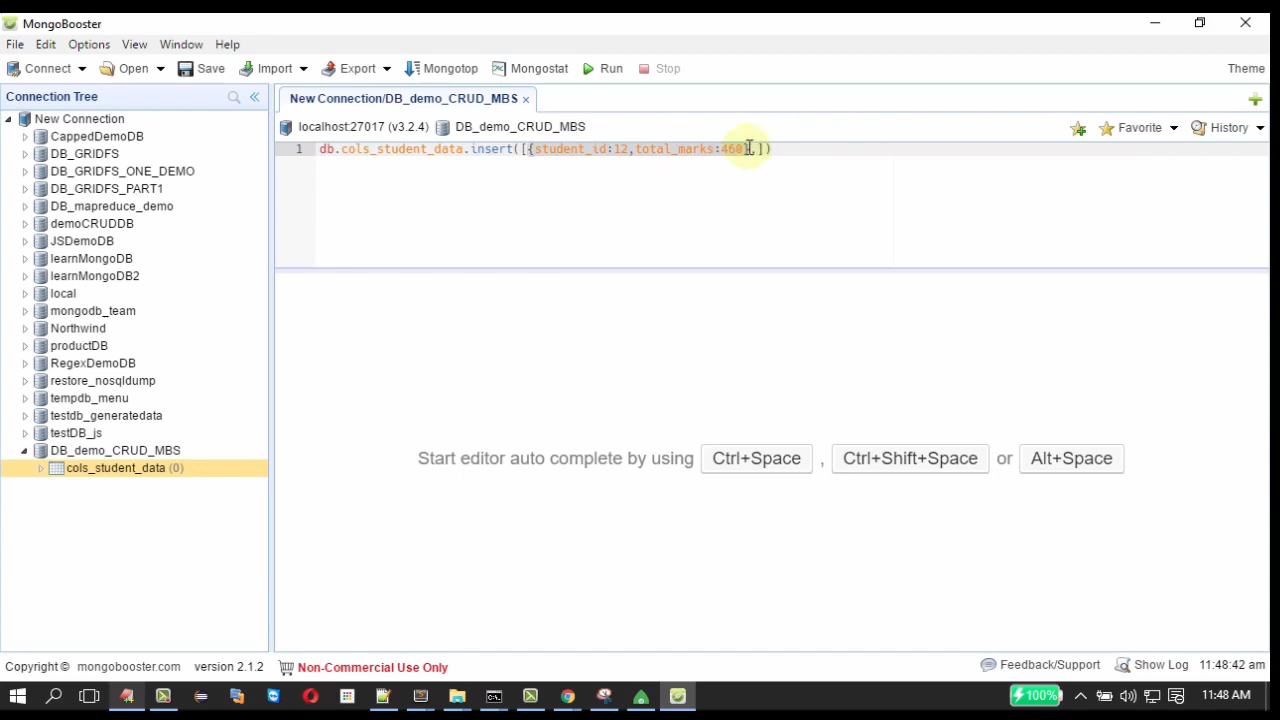 MongoBooster
File Edit Options View Window Help
Connect Open Save Import Export Mongotop Mongostat Run Stop Theme
Connection Tree
New Connection/DB_demo_CRUD_MBS
New Connection
localhost:27017 (v3.2.4) DB_demo_CRUD_MBS Favorite History
CappedDemoDB
1 db.cols_student_data.insert([{student_id:12,total_marks:460},])
DB_GRIDFS
DB_GRIDFS_ONE_DEMO
DB_GRIDFS_PART1
DB_mapreduce_demo
demoCRUDDB
JSDemoDB
learnMongoDB
learnMongoDB2
local
mongodb_team
Northwind
productDB
RegexDemoDB
restore_nosqldump
tempdb_menu
testdb_generatedata
testDB_js
DB_demo_CRUD_MBS
cols_student_data (0)
Start editor auto complete by using Ctrl+Space , Ctrl+Shift+Space or Alt+Space
Copyright © mongobooster.com version 2.1.2 Non-Commercial Use Only Feedback/Support Show Log 11:48:42 am
100% 11:48 AM